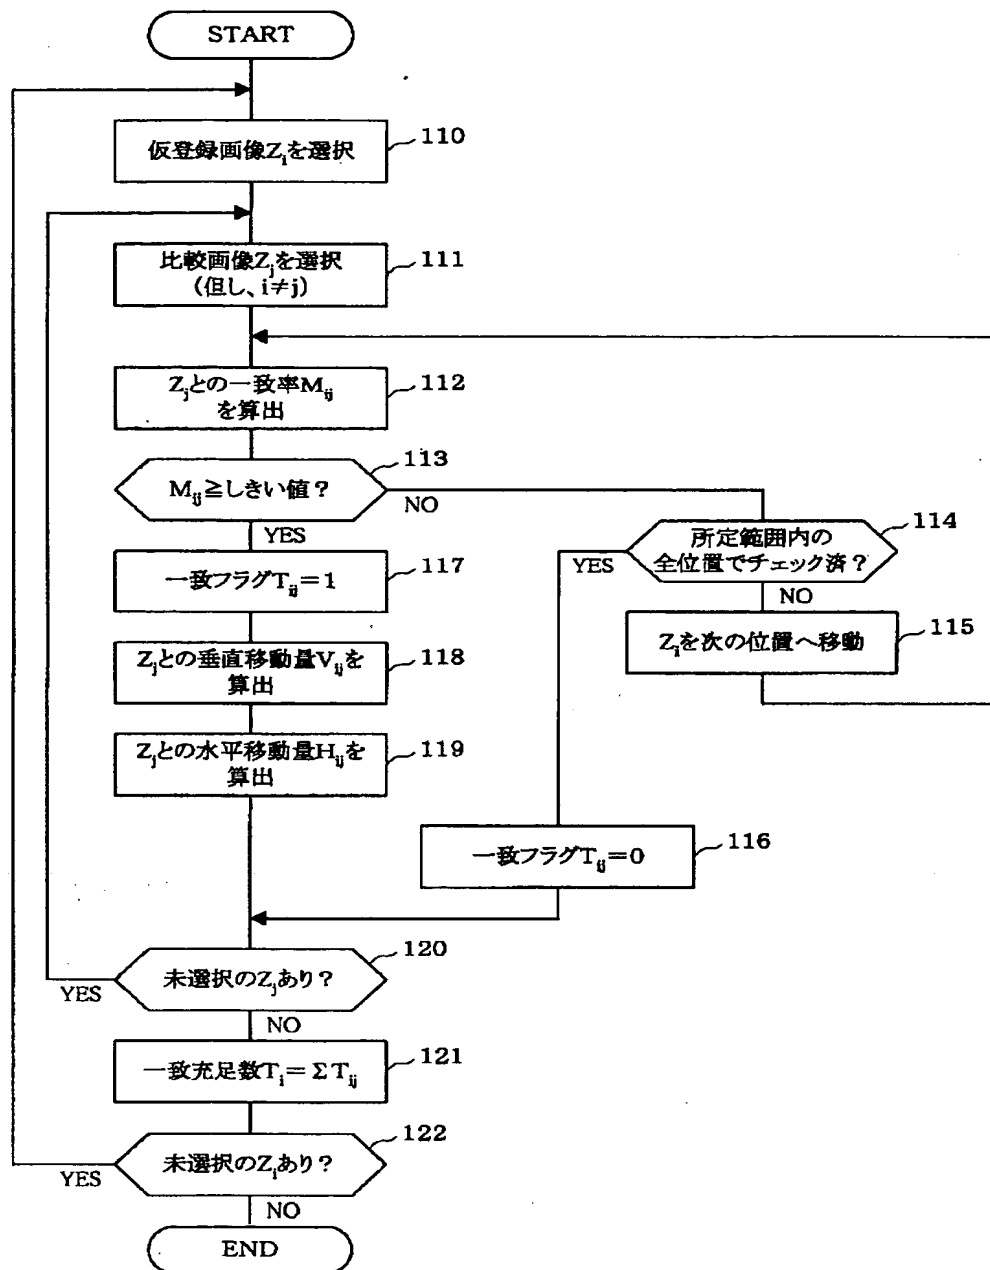 START
仮登録画像Ziを選択
110
比較画像Zjを選択
(但し、i≠j)
111
Zjとの一致率Mij
を算出
112
Mij≧しきい値?
113
NO
YES
所定範囲内の
全位置でチェック済?
114
YES
NO
一致フラグTij=1
117
Ziを次の位置へ移動
115
Zjとの垂直移動量Vijを
算出
118
Zjとの水平移動量Hijを
算出
119
一致フラグTij=0
116
未選択のZjあり?
120
YES
NO
一致充足数Ti=ΣTij
121
未選択のZiあり?
122
YES
NO
END